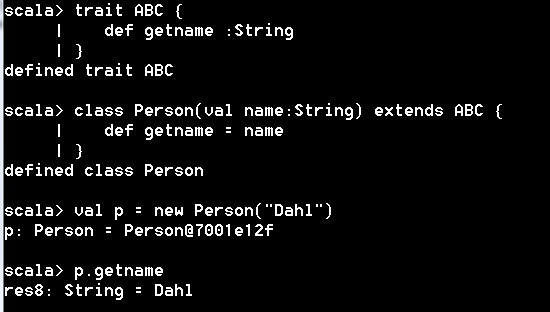 scala> trait ABC {
     |    def getname :String
     | }
defined trait ABC
scala> class Person(val name:String) extends ABC {
     |    def getname = name
     | }
defined class Person
scala> val p = new Person("Dahl")
p: Person = Person@7001e12f
scala> p.getname
res8: String = Dahl